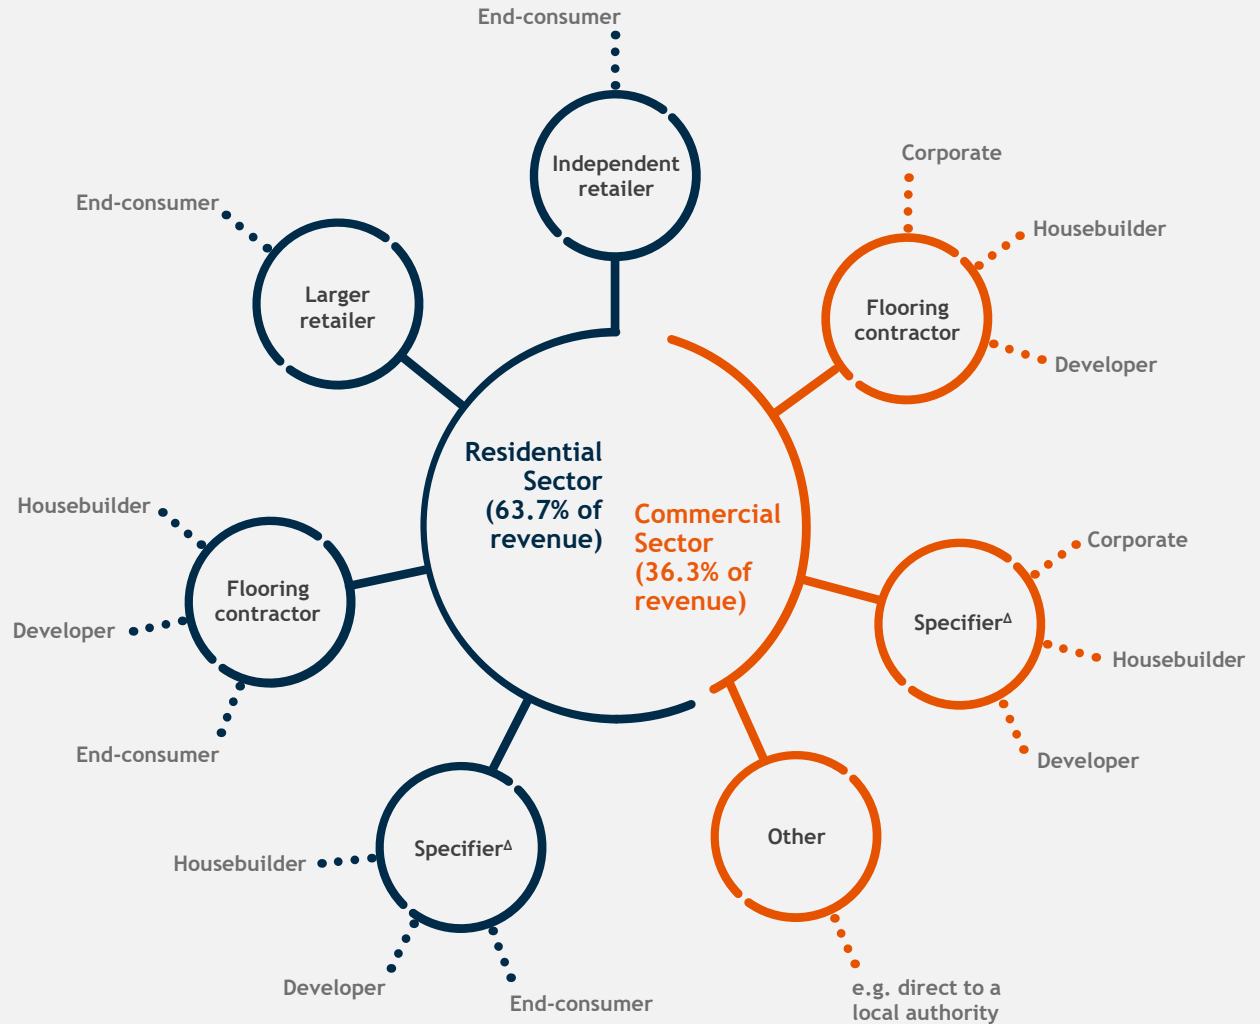 End-consumer
Independent
retailer
Corporate
End-consumer
Housebuilder
Larger
retailer
Flooring
contractor
Developer
Residential
Sector
(63.7% of
revenue)
Commercial
Sector
(36.3% of
revenue)
Housebuilder
Flooring
contractor
Developer
End-consumer
Corporate
SpecifierΔ
Housebuilder
Developer
SpecifierΔ
Housebuilder
Developer
End-consumer
Other
e.g. direct to a
local authority